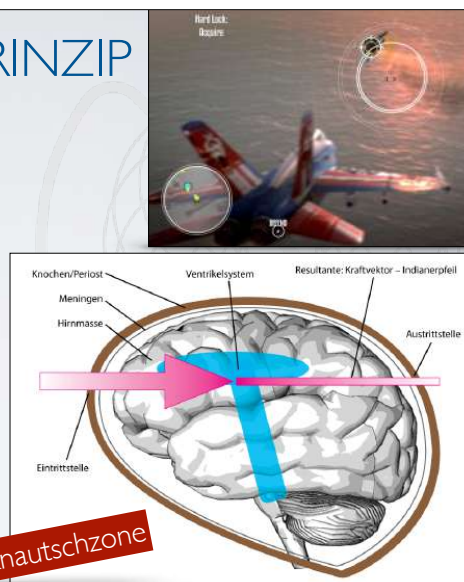 RINZIP
Hard Lock:
Acquire
Knochen/Periost
Ventrikelsystem
Resultante: Kraftvektor – Indianerpfeil
Meningen
Hirnmasse
Austrittstelle
Eintrittstelle
nautschzone